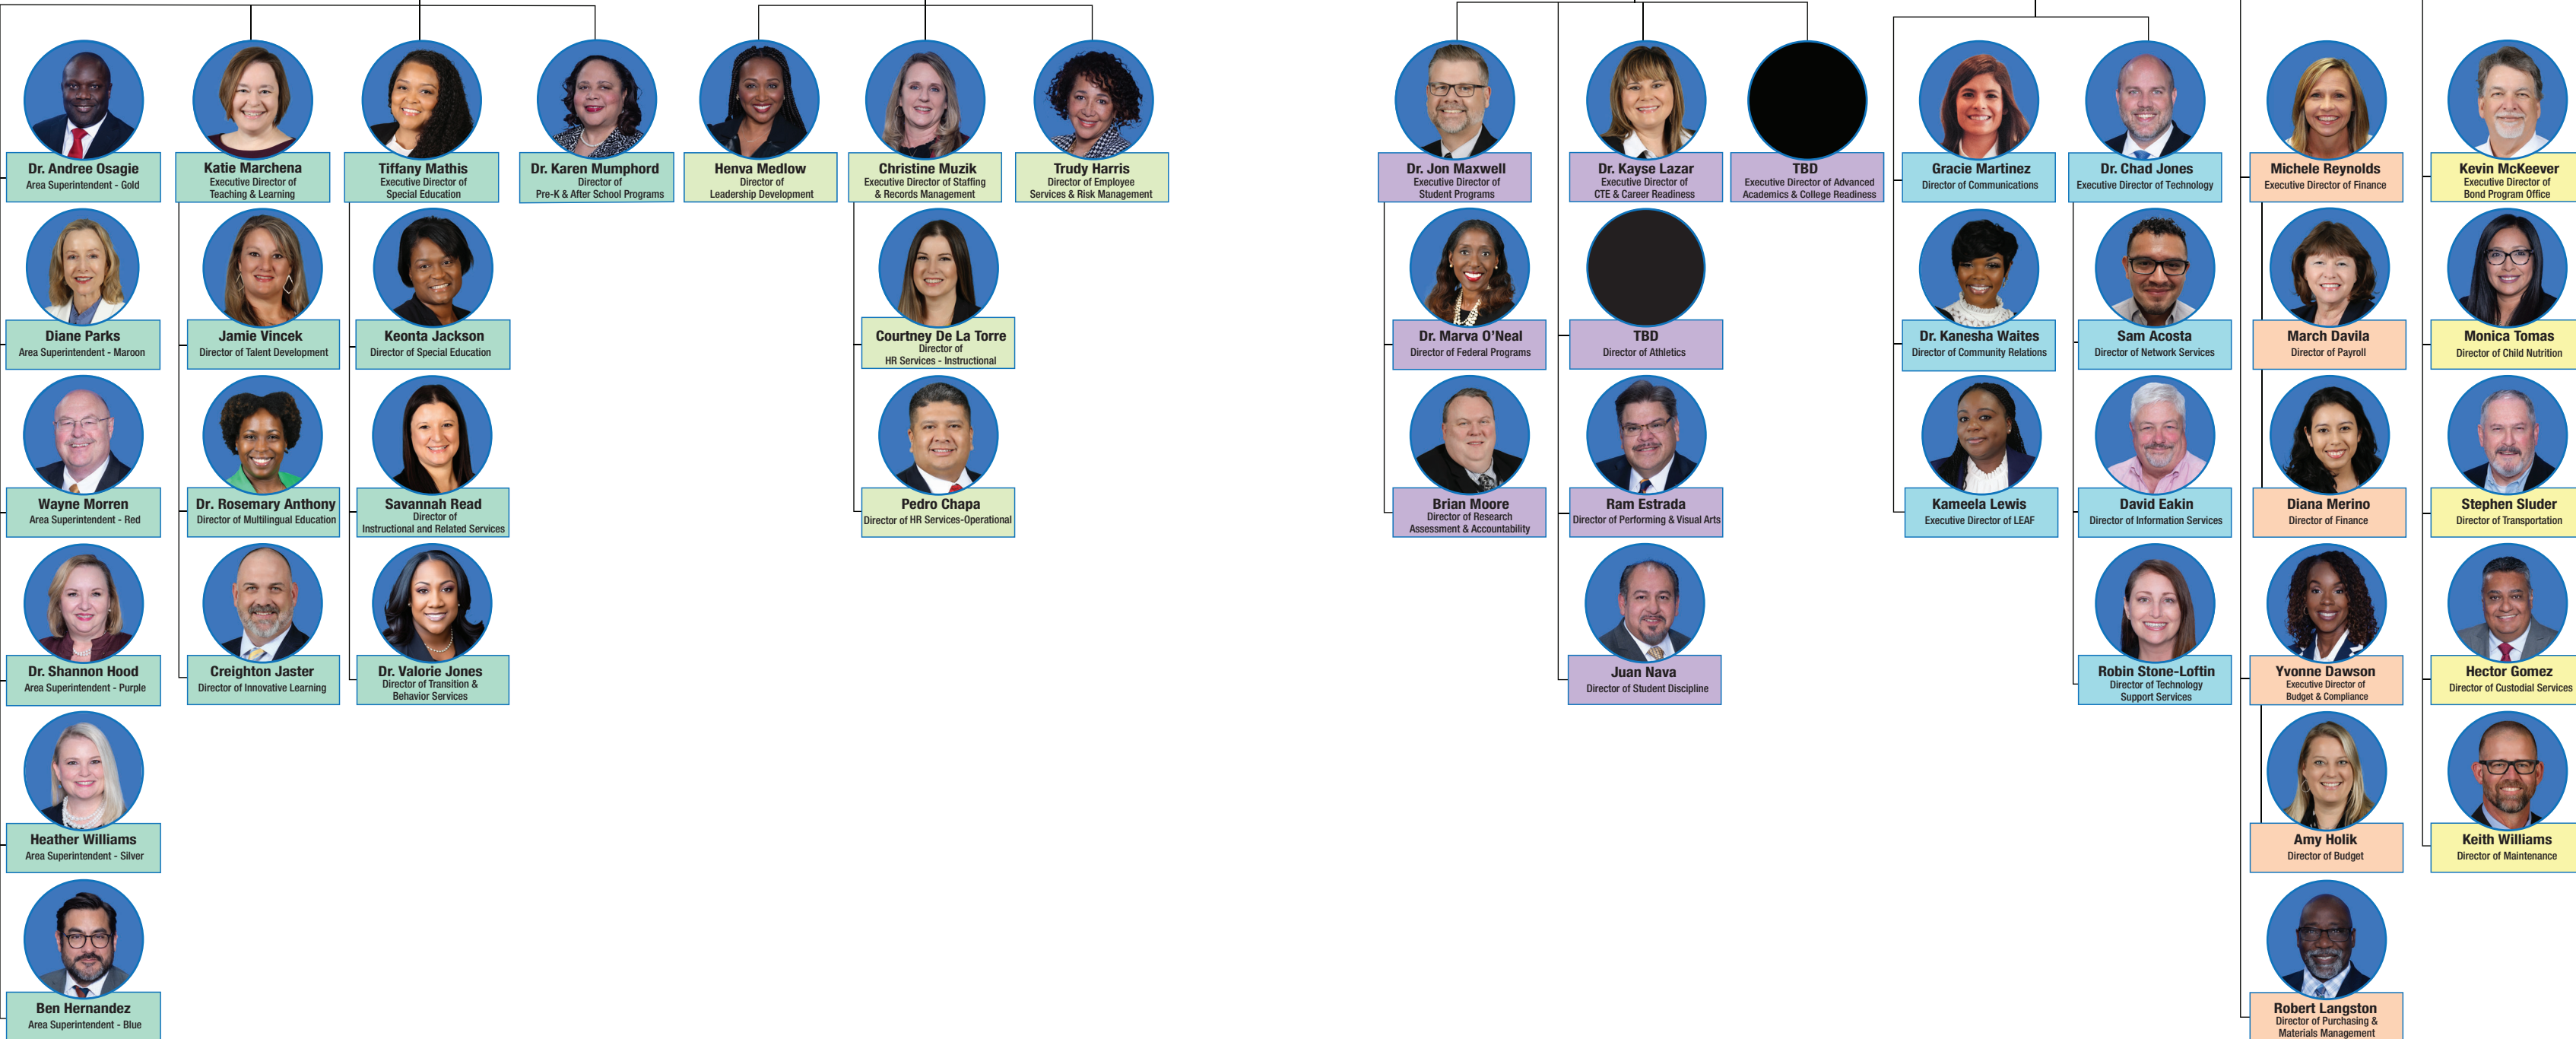 Dr. Andree Osagie
Area Superintendent - Gold
Katie Marchena
Executive Director of
Teaching & Learning
Tiffany Mathis
Executive Director of
Special Education
Dr. Karen Mumphord
Director of
Pre-K & After School Programs
Henva Medlow
Director of
Leadership Development
Christine Muzik
Executive Director of Staffing
& Records Management
Trudy Harris
Director of Employee
Services & Risk Management
Dr. Jon Maxwell
Executive Director of
Student Programs
Dr. Kayse Lazar
Executive Director of
CTE & Career Readiness
TBD
Executive Director of Advanced
Academics & College Readiness
Gracie Martinez
Director of Communications
Dr. Chad Jones
Executive Director of Technology
Michele Reynolds
Executive Director of Finance
Kevin McKeever
Executive Director of
Bond Program Office
Diane Parks
Area Superintendent - Maroon
Jamie Vincek
Director of Talent Development
Keonta Jackson
Director of Special Education
Courtney De La Torre
Director of
HR Services - Instructional
Dr. Marva O’Neal
Director of Federal Programs
TBD
Director of Athletics
Dr. Kanesha Waites
Director of Community Relations
Sam Acosta
Director of Network Services
March Davila
Director of Payroll
Monica Tomas
Director of Child Nutrition
Wayne Morren
Area Superintendent - Red
Dr. Rosemary Anthony
Director of Multilingual Education
Savannah Read
Director of
Instructional and Related Services
Pedro Chapa
Director of HR Services-Operational
Brian Moore
Director of Research
Assessment & Accountability
Ram Estrada
Director of Performing & Visual Arts
Kameela Lewis
Executive Director of LEAF
David Eakin
Director of Information Services
Diana Merino
Director of Finance
Stephen Sluder
Director of Transportation
Dr. Shannon Hood
Area Superintendent - Purple
Creighton Jaster
Director of Innovative Learning
Dr. Valorie Jones
Director of Transition &
Behavior Services
Juan Nava
Director of Student Discipline
Robin Stone-Loftin
Director of Technology
Support Services
Yvonne Dawson
Executive Director of
Budget & Compliance
Hector Gomez
Director of Custodial Services
Heather Williams
Area Superintendent - Silver
Amy Holik
Director of Budget
Keith Williams
Director of Maintenance
Ben Hernandez
Area Superintendent - Blue
Robert Langston
Director of Purchasing &
Materials Management